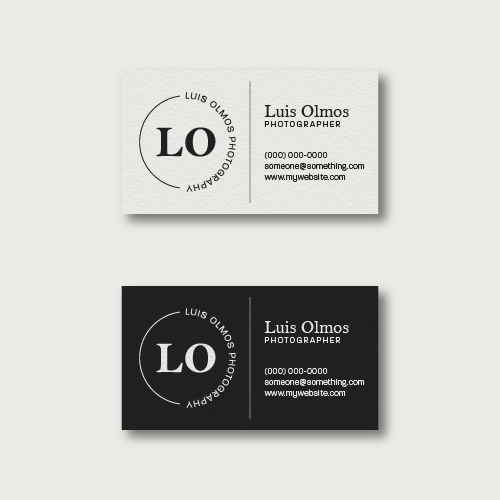 LUIS OLMOS PHOTOGRAPHY
LO
Luis Olmos
PHOTOGRAPHER
(000) 000-0000
someone@something.com
www.mywebsite.com
LUIS OLMOS PHOTOGRAPHY
LO
Luis Olmos
PHOTOGRAPHER
(000) 000-0000
someone@something.com
www.mywebsite.com